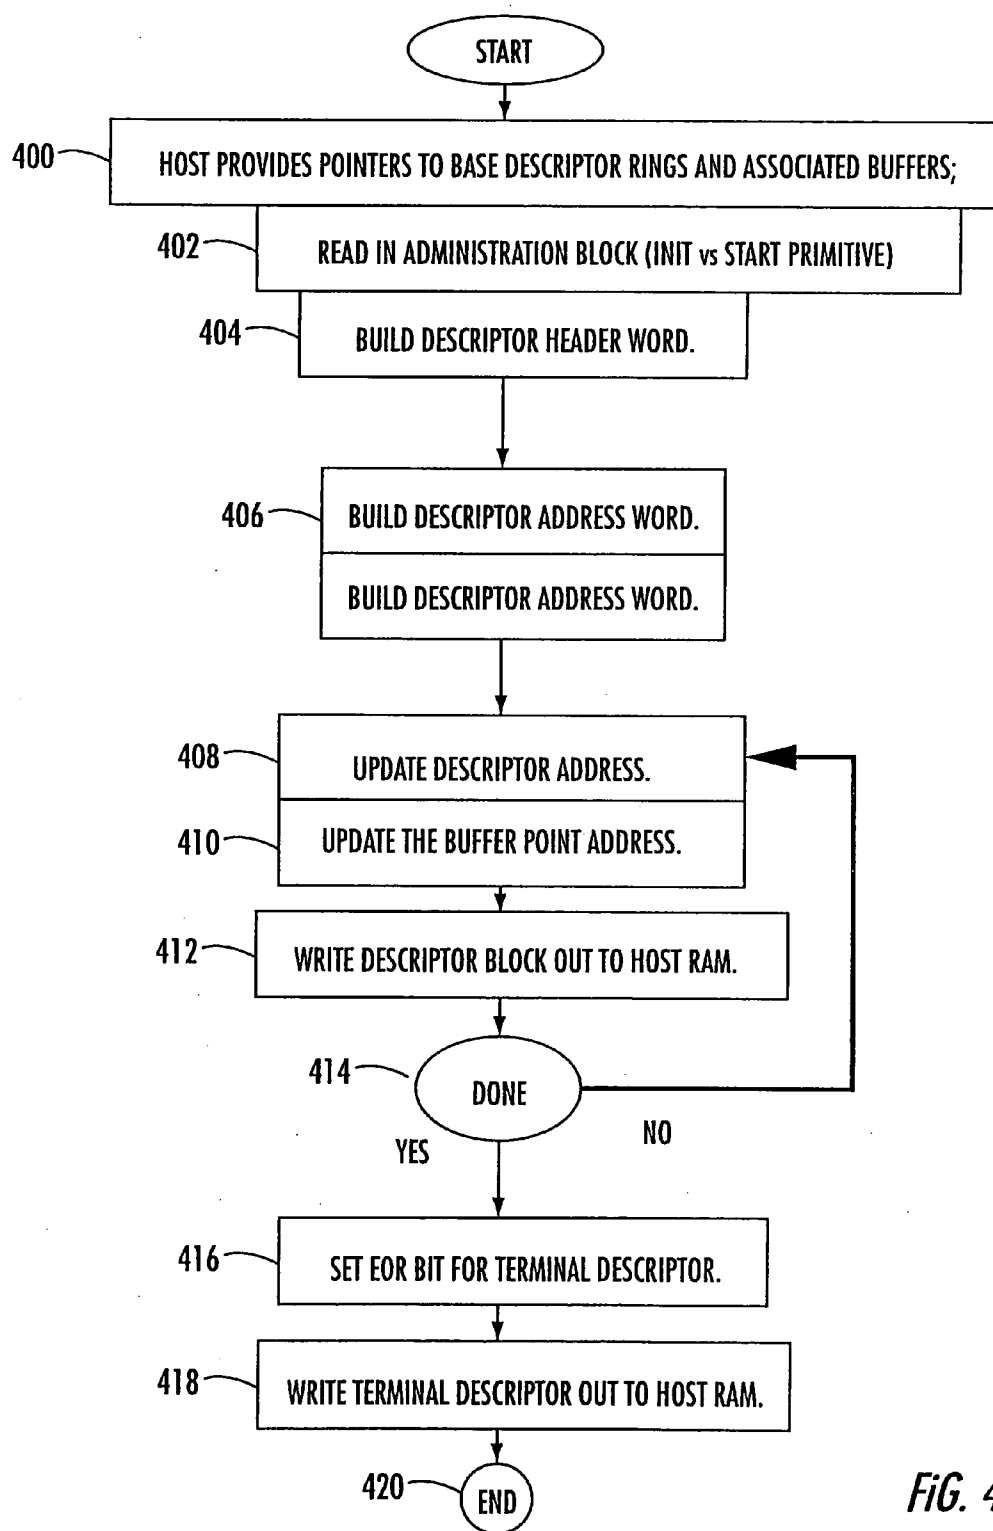 START
400 HOST PROVIDES POINTERS TO BASE DESCRIPTOR RINGS AND ASSOCIATED BUFFERS;
402 READ IN ADMINISTRATION BLOCK (INIT vs START PRIMITIVE)
404 BUILD DESCRIPTOR HEADER WORD.
406 BUILD DESCRIPTOR ADDRESS WORD.
BUILD DESCRIPTOR ADDRESS WORD.
408 UPDATE DESCRIPTOR ADDRESS.
410 UPDATE THE BUFFER POINT ADDRESS.
412 WRITE DESCRIPTOR BLOCK OUT TO HOST RAM.
414 DONE
YES NO
416 SET EOR BIT FOR TERMINAL DESCRIPTOR.
418 WRITE TERMINAL DESCRIPTOR OUT TO HOST RAM.
420 END
FiG. 4